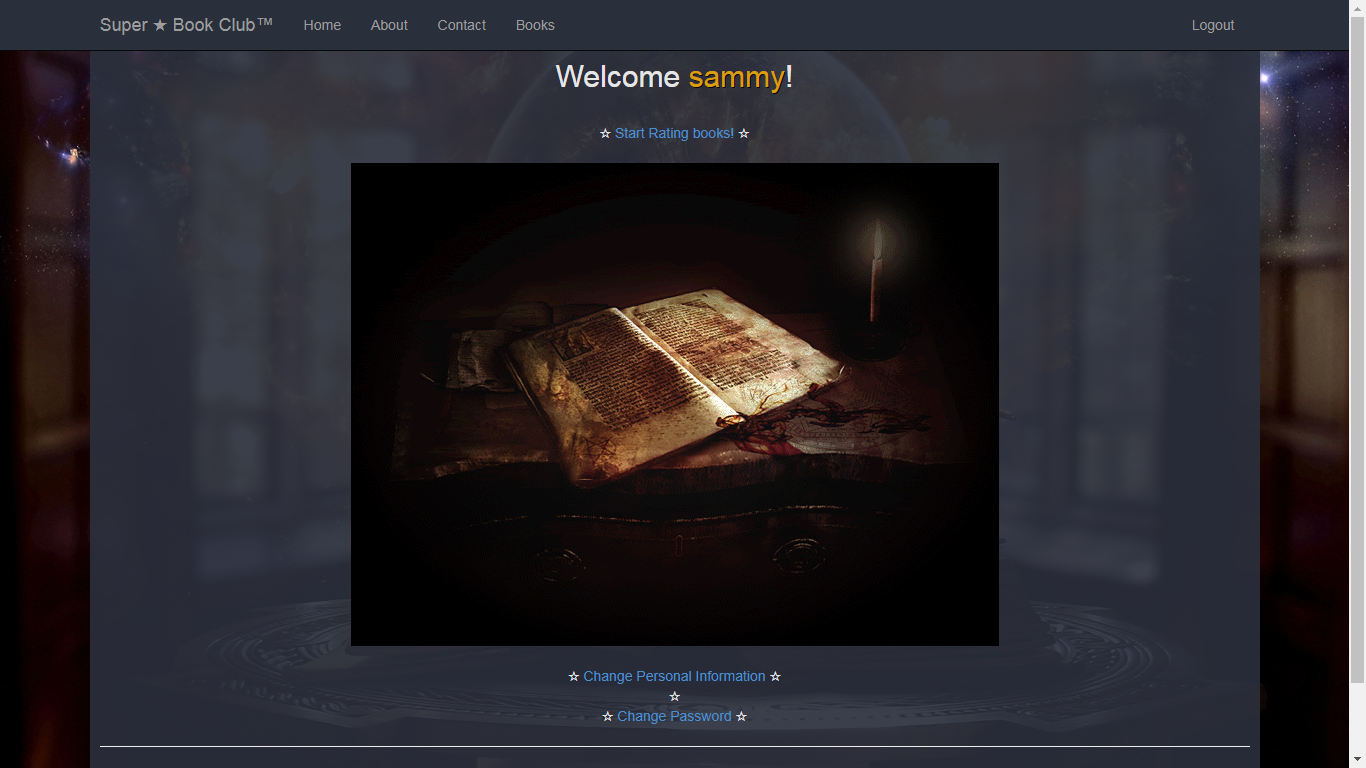 Super ★ Book Club™ Home About Contact Books Logout
Welcome sammy!
☆ Start Rating books! ☆
☆ Change Personal Information ☆
☆
☆ Change Password ☆